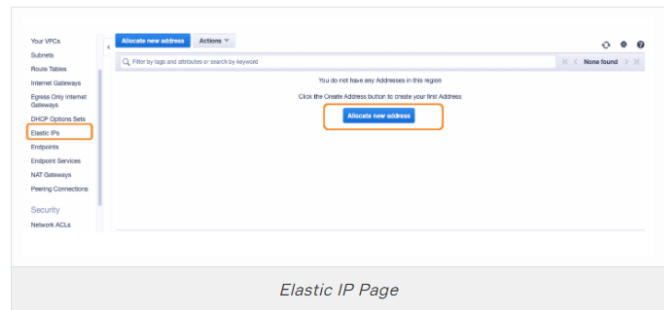 Your VPCs
Subnets
Route Tables
Internet Gateways
Egress Only Internet
Gateways
DHCP Options Sets
Elastic IPs
Endpoints
Endpoint Services
NAT Gateways
Peering Connections
Security
Network ACLs
Allocate new address Actions
Filter by tags and attributes or search by keyword
None found
You do not have any Addresses in this region
Click the Create Address button to create your first Address
Allocate new address
Elastic IP Page